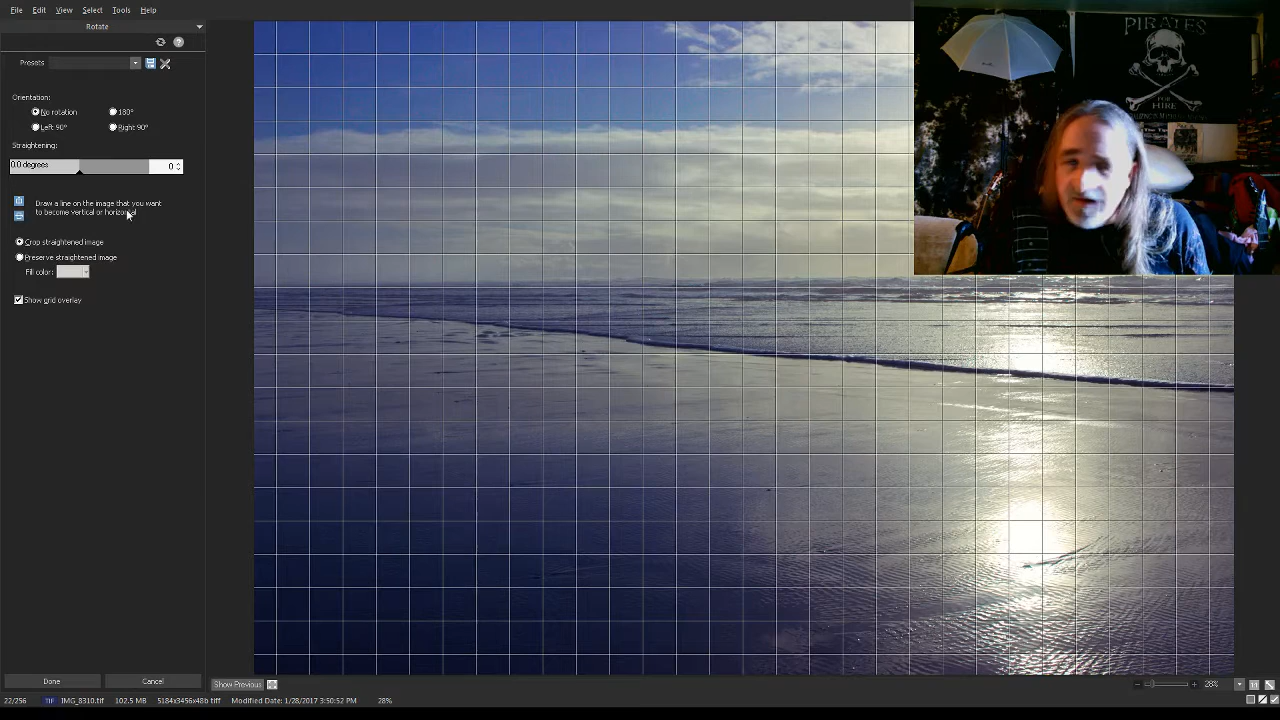 File Edit View Select Tools Help
Rotate
Presets
Orientation:
No rotation 180°
Left 90° Right 90°
Straightening:
0.0 degrees 0
Draw a line on the image that you want
to become vertical or horizontal
Crop straightened image
Preserve straightened image
Fill color:
Show grid overlay
Done Cancel
Show Previous
28%
22/256 TIF IMG_8310.tif 102.5 MB 5184x3456x48b tiff Modified Date: 1/28/2017 3:50:52 PM 28%
PIRATES
FOR
HIRE